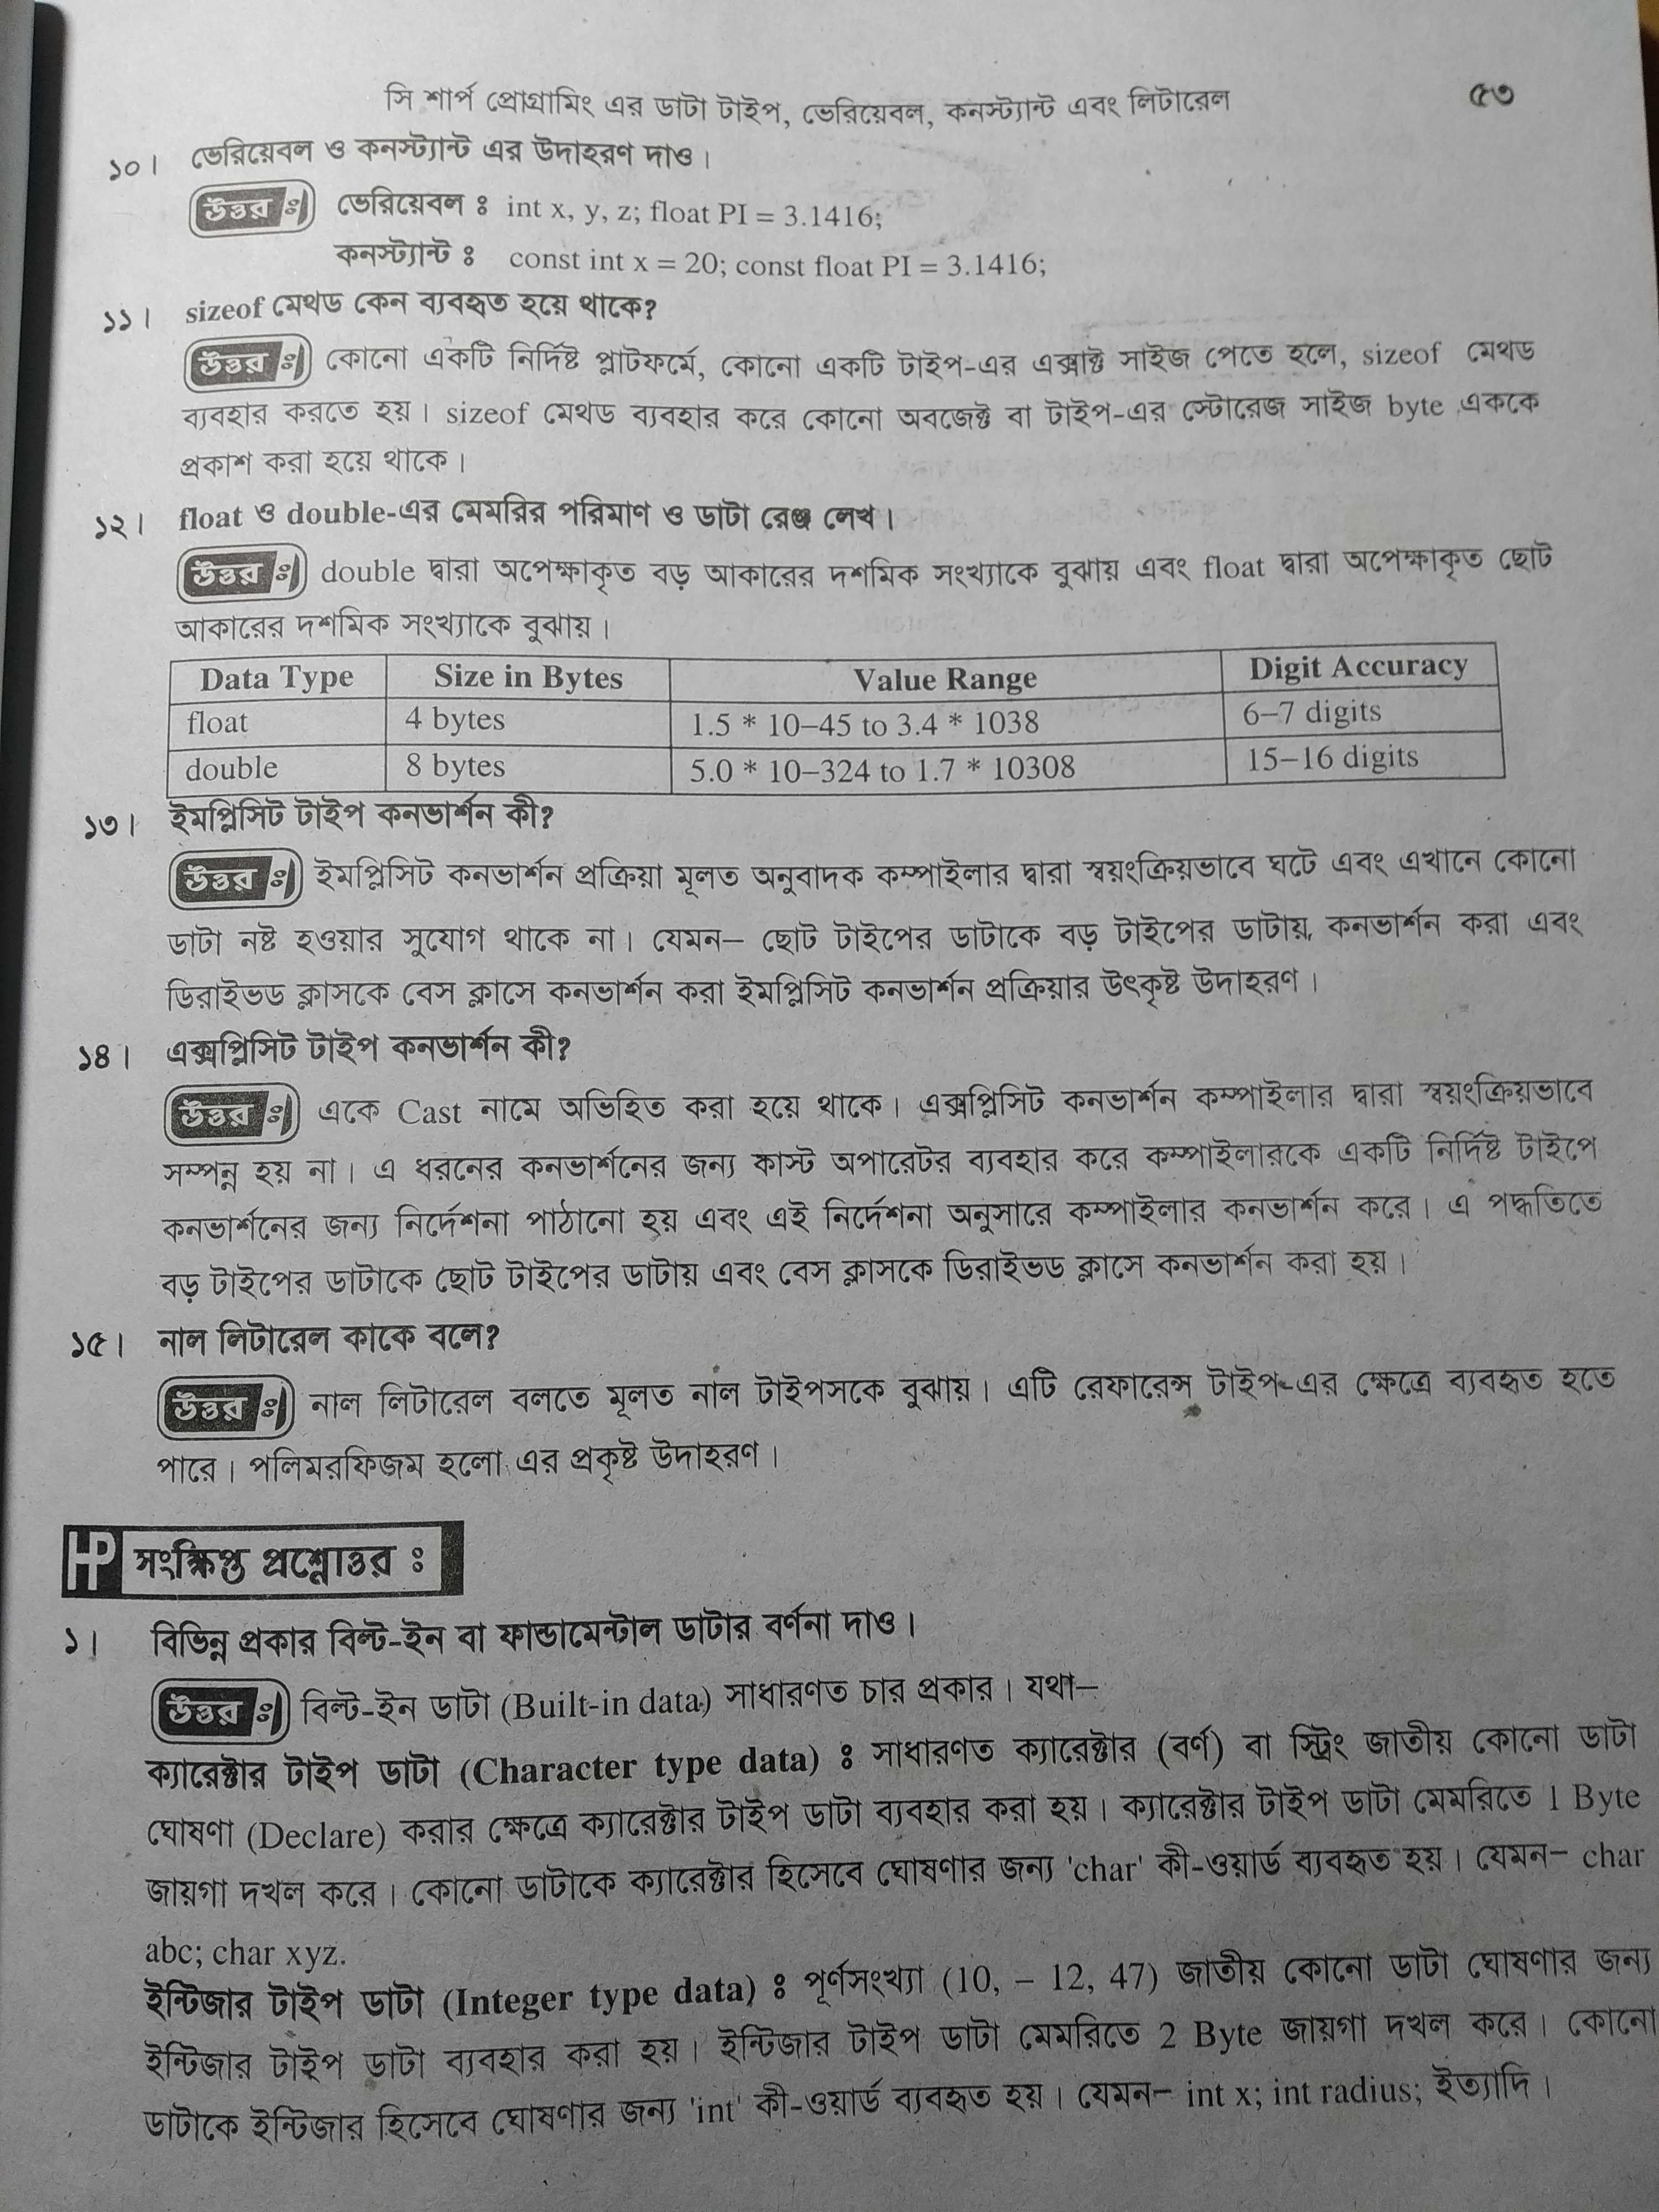 সি শার্প প্রোগ্রামিং এর ডাটা টাইপ, ভেরিয়েবল, কনস্ট্যান্ট এবং লিটারেল ৫৩
১০। ভেরিয়েবল ও কনস্ট্যান্ট এর উদাহরণ দাও।
উত্তর ঃ ভেরিয়েবল ঃ int x, y, z; float PI = 3.1416;
কনস্ট্যান্ট ঃ const int x = 20; const float PI = 3.1416;
১১। sizeof মেথড কেন ব্যবহৃত হয়ে থাকে?
উত্তর ঃ কোনো একটি নির্দিষ্ট প্লাটফর্মে, কোনো একটি টাইপ-এর এক্সাক্ট সাইজ পেতে হলে, sizeof মেথড
ব্যবহার করতে হয়। sizeof মেথড ব্যবহার করে কোনো অবজেক্ট বা টাইপ-এর স্টোরেজ সাইজ byte এককে
প্রকাশ করা হয়ে থাকে।
১২। float ও double-এর মেমরির পরিমাণ ও ডাটা রেঞ্জ লেখ।
উত্তর ঃ double দ্বারা অপেক্ষাকৃত বড় আকারের দশমিক সংখ্যাকে বুঝায় এবং float দ্বারা অপেক্ষাকৃত ছোট
আকারের দশমিক সংখ্যাকে বুঝায়।
Data Type Size in Bytes Value Range Digit Accuracy
float 4 bytes 1.5 * 10–45 to 3.4 * 1038 6–7 digits
double 8 bytes 5.0 * 10–324 to 1.7 * 10308 15–16 digits
১৩। ইমপ্লিসিট টাইপ কনভার্শন কী?
উত্তর ঃ ইমপ্লিসিট কনভার্শন প্রক্রিয়া মূলত অনুবাদক কম্পাইলার দ্বারা স্বয়ংক্রিয়ভাবে ঘটে এবং এখানে কোনো
ডাটা নষ্ট হওয়ার সুযোগ থাকে না। যেমন– ছোট টাইপের ডাটাকে বড় টাইপের ডাটায় কনভার্শন করা এবং
ডিরাইভড ক্লাসকে বেস ক্লাসে কনভার্শন করা ইমপ্লিসিট কনভার্শন প্রক্রিয়ার উৎকৃষ্ট উদাহরণ।
১৪। এক্সপ্লিসিট টাইপ কনভার্শন কী?
উত্তর ঃ একে Cast নামে অভিহিত করা হয়ে থাকে। এক্সপ্লিসিট কনভার্শন কম্পাইলার দ্বারা স্বয়ংক্রিয়ভাবে
সম্পন্ন হয় না। এ ধরনের কনভার্শনের জন্য কাস্ট অপারেটর ব্যবহার করে কম্পাইলারকে একটি নির্দিষ্ট টাইপে
কনভার্শনের জন্য নির্দেশনা পাঠানো হয় এবং এই নির্দেশনা অনুসারে কম্পাইলার কনভার্শন করে। এ পদ্ধতিতে
বড় টাইপের ডাটাকে ছোট টাইপের ডাটায় এবং বেস ক্লাসকে ডিরাইভড ক্লাসে কনভার্শন করা হয়।
১৫। নাল লিটারেল কাকে বলে?
উত্তর ঃ নাল লিটারেল বলতে মূলত নাল টাইপসকে বুঝায়। এটি রেফারেন্স টাইপ-এর ক্ষেত্রে ব্যবহৃত হতে
পারে। পলিমরফিজম হলো এর প্রকৃষ্ট উদাহরণ।
HP সংক্ষিপ্ত প্রশ্নোত্তর ঃ
১। বিভিন্ন প্রকার বিল্ট-ইন বা ফান্ডামেন্টাল ডাটার বর্ণনা দাও।
উত্তর ঃ বিল্ট-ইন ডাটা (Built-in data) সাধারণত চার প্রকার। যথা–
ক্যারেক্টার টাইপ ডাটা (Character type data) ঃ সাধারণত ক্যারেক্টার (বর্ণ) বা স্ট্রিং জাতীয় কোনো ডাটা
ঘোষণা (Declare) করার ক্ষেত্রে ক্যারেক্টার টাইপ ডাটা ব্যবহার করা হয়। ক্যারেক্টার টাইপ ডাটা মেমরিতে 1 Byte
জায়গা দখল করে। কোনো ডাটাকে ক্যারেক্টার হিসেবে ঘোষণার জন্য 'char' কী-ওয়ার্ড ব্যবহৃত হয়। যেমন– char
abc; char xyz.
ইন্টিজার টাইপ ডাটা (Integer type data) ঃ পূর্ণসংখ্যা (10, – 12, 47) জাতীয় কোনো ডাটা ঘোষণার জন্য
ইন্টিজার টাইপ ডাটা ব্যবহার করা হয়। ইন্টিজার টাইপ ডাটা মেমরিতে 2 Byte জায়গা দখল করে। কোনো
ডাটাকে ইন্টিজার হিসেবে ঘোষণার জন্য 'int' কী-ওয়ার্ড ব্যবহৃত হয়। যেমন– int x; int radius; ইত্যাদি।